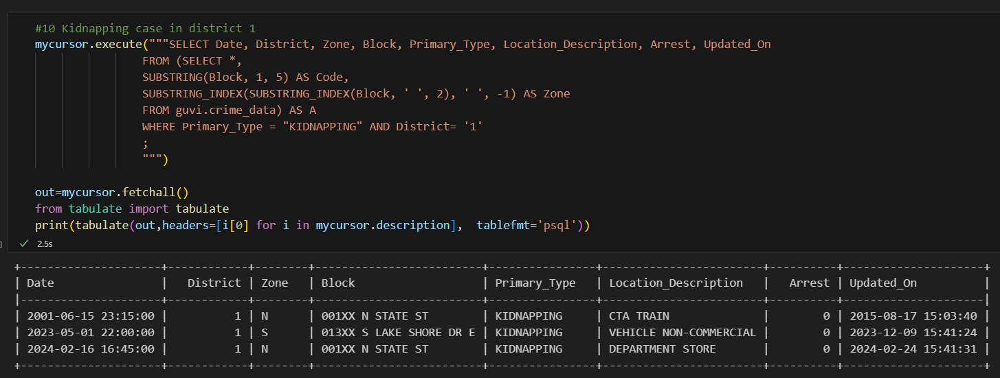 #10 Kidnapping case in district 1
mycursor.execute("""SELECT Date, District, Zone, Block, Primary_Type, Location_Description, Arrest, Updated_On
FROM (SELECT *,
SUBSTRING(Block, 1, 5) AS Code,
SUBSTRING_INDEX(SUBSTRING_INDEX(Block, ' ', 2), ' ', -1) AS Zone
FROM guvi.crime_data) AS A
WHERE Primary_Type = "KIDNAPPING" AND District= '1'
;
""")
out=mycursor.fetchall()
from tabulate import tabulate
print(tabulate(out,headers=[i[0] for i in mycursor.description],  tablefmt='psql'))
] ✓ 2.5s
+---------------------+------------+--------+-------------------------+----------------+------------------------+----------+---------------------+
| Date                |   District | Zone   | Block                   | Primary_Type   | Location_Description   |   Arrest | Updated_On          |
|---------------------+------------+--------+-------------------------+----------------+------------------------+----------+---------------------|
| 2001-06-15 23:15:00 |          1 | N      | 001XX N STATE ST        | KIDNAPPING     | CTA TRAIN              |        0 | 2015-08-17 15:03:40 |
| 2023-05-01 22:00:00 |          1 | S      | 013XX S LAKE SHORE DR E | KIDNAPPING     | VEHICLE NON-COMMERCIAL |        0 | 2023-12-09 15:41:24 |
| 2024-02-16 16:45:00 |          1 | N      | 001XX N STATE ST        | KIDNAPPING     | DEPARTMENT STORE       |        0 | 2024-02-24 15:41:31 |
+---------------------+------------+--------+-------------------------+----------------+------------------------+----------+---------------------+